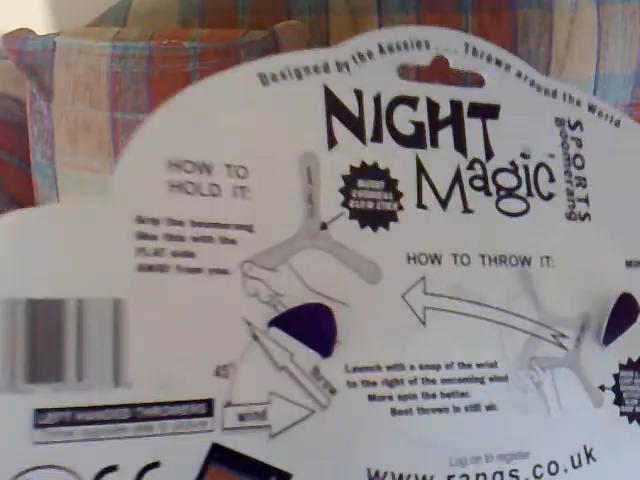 Designed by the Aussies .... Thrown around the World
NIGHT
Magic
SPORTS
Boomerang
HOW TO
HOLD IT:
Grip the boomerang
like this with the
FLAT side
AWAY from you.
HOW TO THROW IT:
45°
throw
wind
Launch with a snap of the wrist
to the right of the oncoming wind
More spin the better.
Best thrown in still air.
LEFT HANDED THROWERS
Log on to register
www.rangs.co.uk
CE